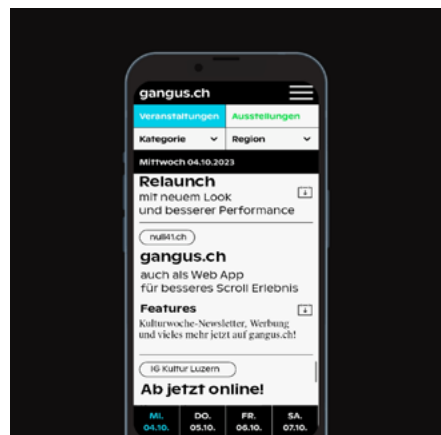 gangus.ch
Veranstaltungen Ausstellungen
Kategorie Region
Mittwoch 04.10.2023
Relaunch
mit neuem Look
und besserer Performance
null41.ch
gangus.ch
auch als Web App
für besseres Scroll Erlebnis
Features
Kulturwoche-Newsletter, Werbung
und vieles mehr jetzt auf gangus.ch!
IG Kultur Luzern
Ab jetzt online!
MI. DO. FR. SA.
04.10. 05.10. 06.10. 07.10.